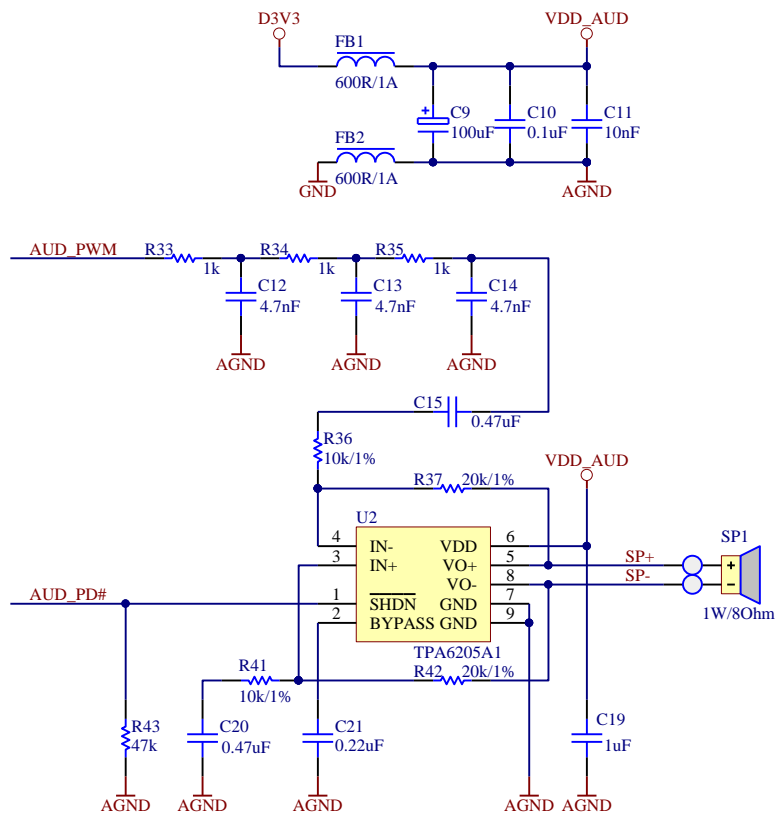 D3V3
VDD_AUD
FB1
600R/1A
C9
100uF
C10
0.1uF
C11
10nF
FB2
600R/1A
GND
AGND
AUD_PWM
R33
1k
R34
1k
R35
1k
C12
4.7nF
C13
4.7nF
C14
4.7nF
AGND
AGND
AGND
C15
0.47uF
R36
10k/1%
R37
20k/1%
VDD_AUD
U2
SP1
4
IN-
VDD
6
3
IN+
VO+
5
SP+
VO-
8
SP-
AUD_PD#
1
SHDN
GND
7
2
BYPASS
GND
9
1W/8Ohm
TPA6205A1
R41
10k/1%
R42
20k/1%
R43
47k
C20
0.47uF
C21
0.22uF
C19
1uF
AGND
AGND
AGND
AGND
AGND